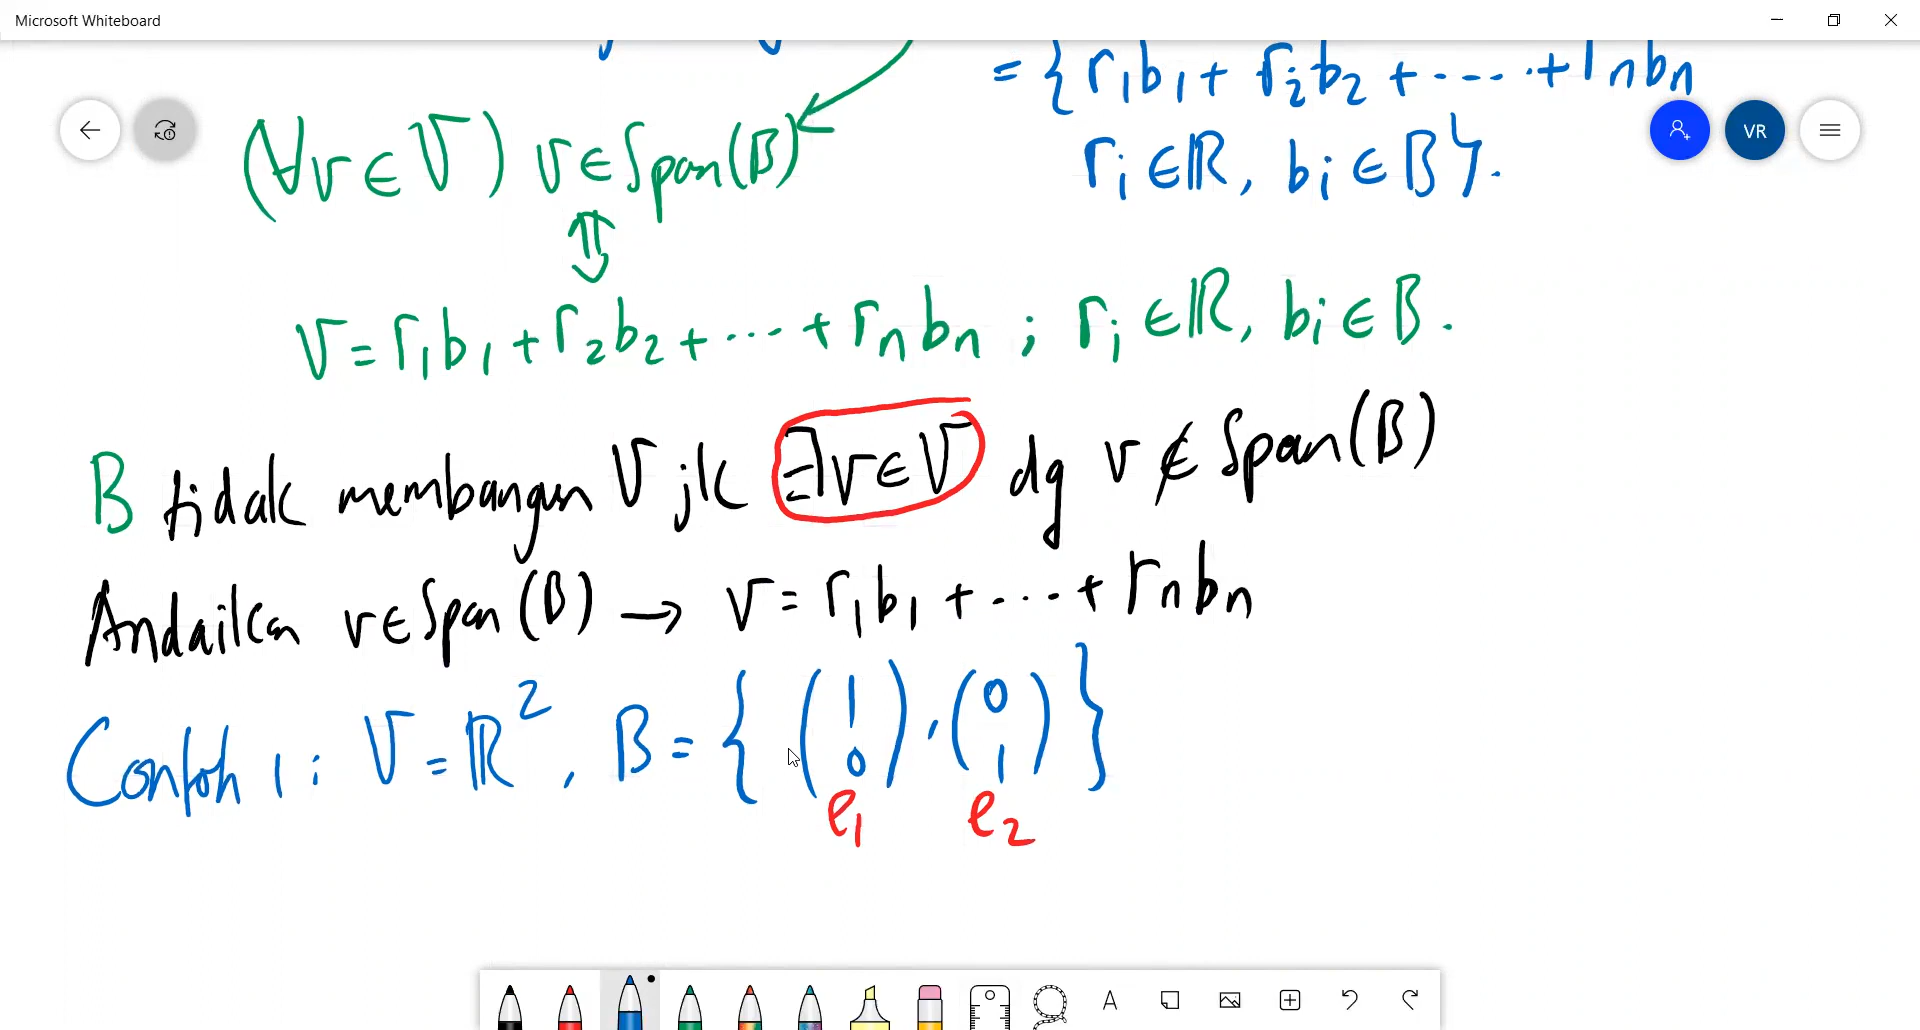 Microsoft Whiteboard
= {r₁b₁ + r₂b₂ + ..... + rₙbₙ
rᵢ ∈ ℝ, bᵢ ∈ B}.
VR
(∀v ∈ V) v ∈ Span(B)
⇕
v = r₁b₁ + r₂b₂ + ... + rₙbₙ ; rᵢ ∈ ℝ, bᵢ ∈ B.
B tidak membangun V jk ∃v ∈ V dg v ∉ Span(B)
Andaikan v ∈ Span(B) → v = r₁b₁ + ... + rₙbₙ
Contoh 1 : V = ℝ², B = { (1 0), (0 1) }
e₁ e₂
A